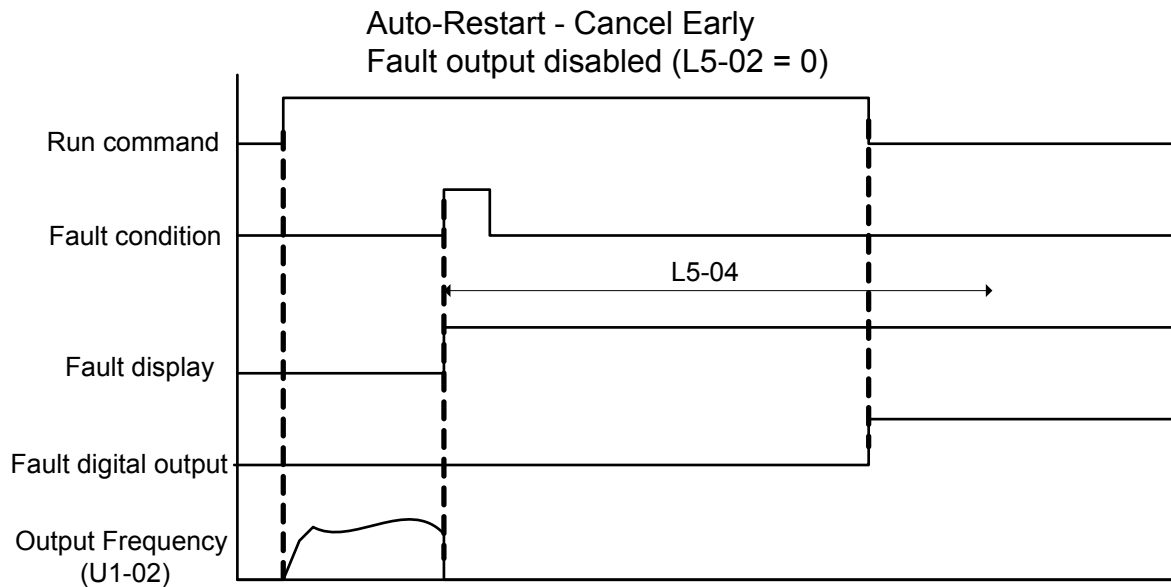 Auto-Restart - Cancel Early
Fault output disabled (L5-02 = 0)
Run command
Fault condition
L5-04
Fault display
Fault digital output
Output Frequency
(U1-02)